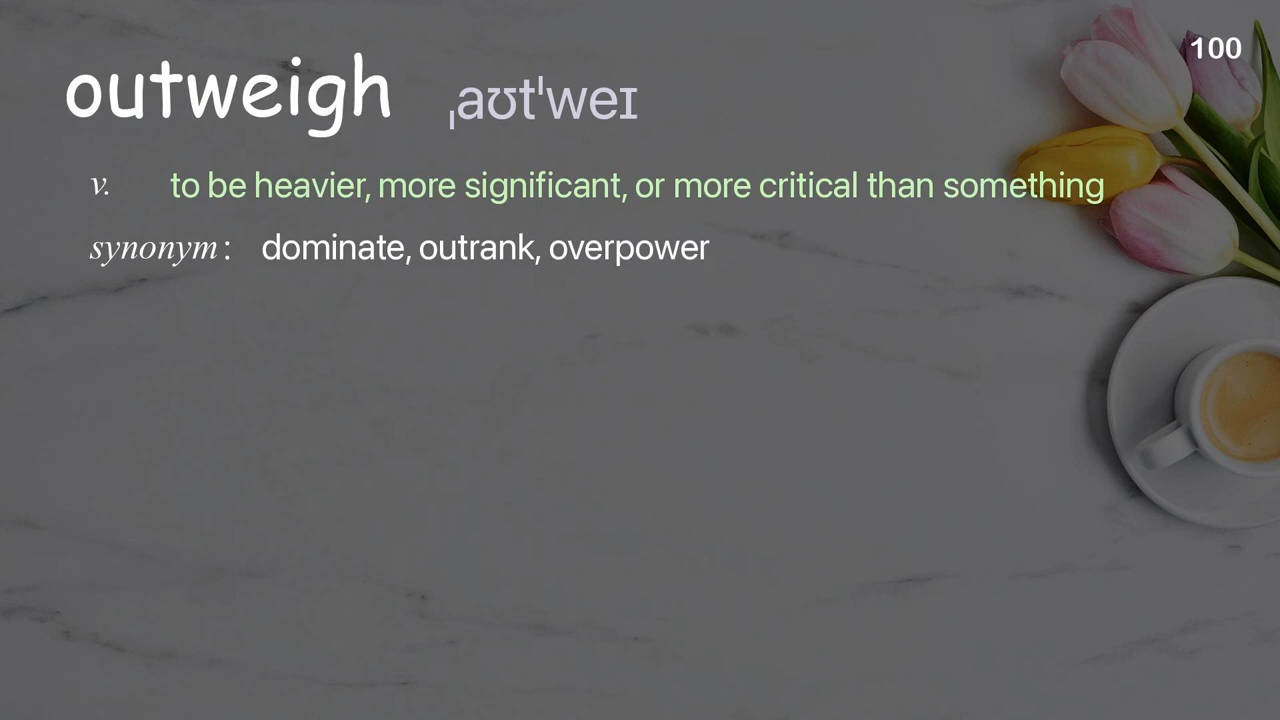 100
outweigh ˌaʊtˈweɪ
v. to be heavier, more significant, or more critical than something
synonym: dominate, outrank, overpower